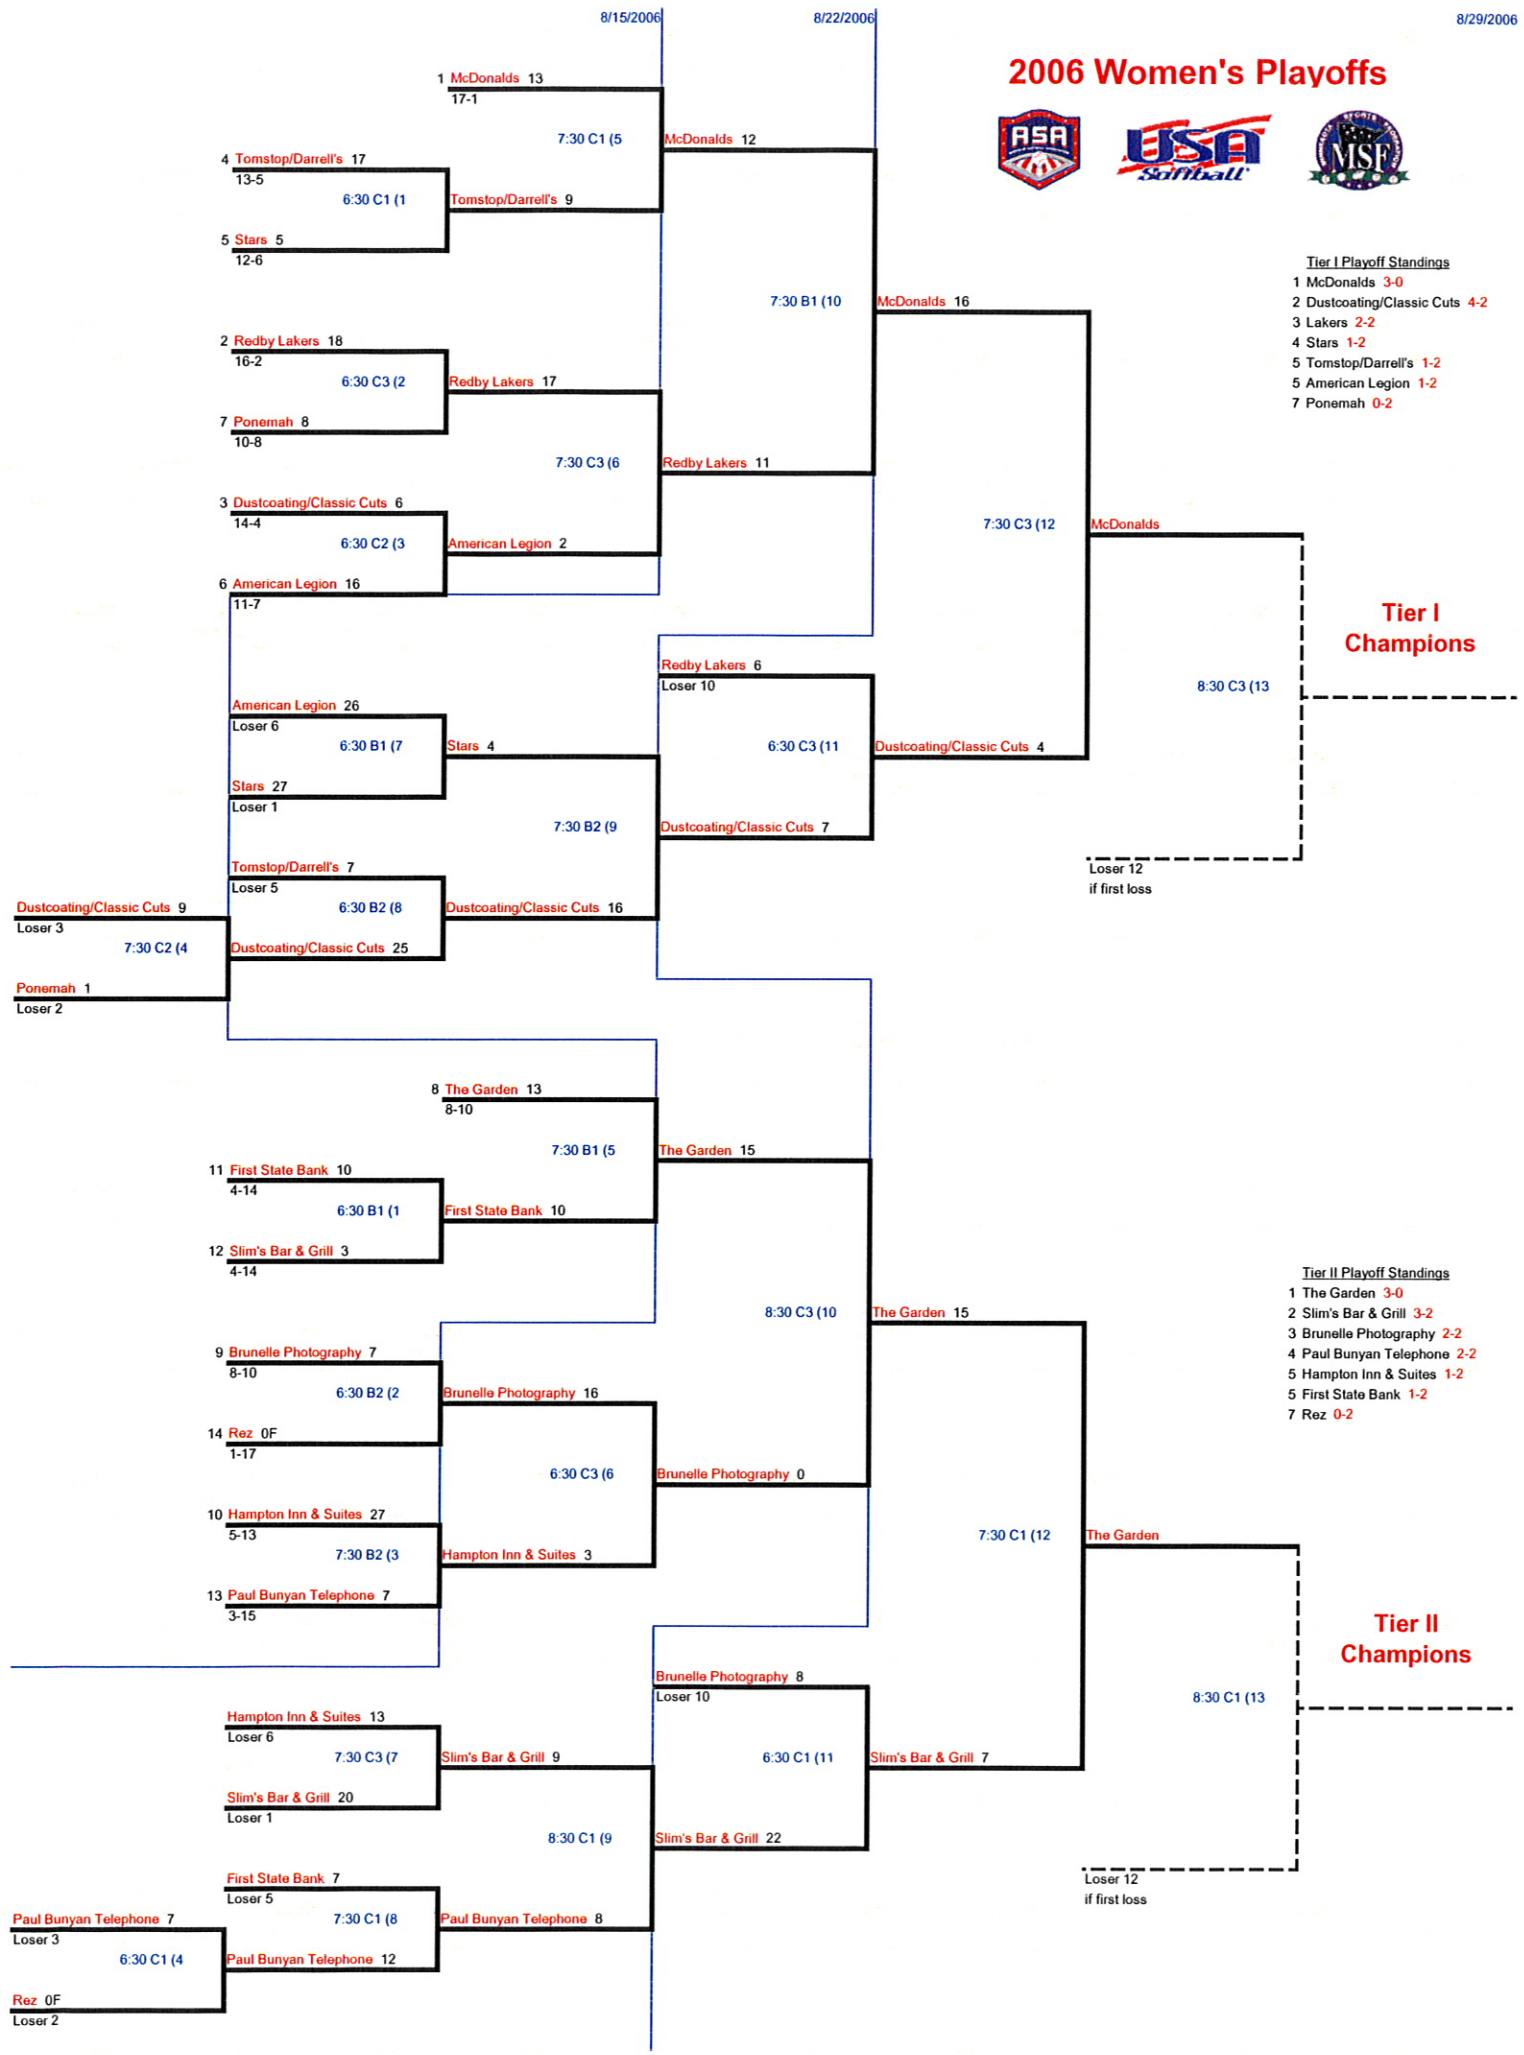 8/15/2006
8/22/2006
8/29/2006
2006 Women's Playoffs
ASA
USA
Softball
MSF
1 McDonalds 13
17-1
7:30 C1 (5
McDonalds 12
4 Tomstop/Darrell's 17
13-5
6:30 C1 (1
Tomstop/Darrell's 9
5 Stars 5
12-6
7:30 B1 (10
McDonalds 16
2 Redby Lakers 18
16-2
6:30 C3 (2
Redby Lakers 17
7 Ponemah 8
10-8
7:30 C3 (6
Redby Lakers 11
3 Dustcoating/Classic Cuts 6
14-4
6:30 C2 (3
American Legion 2
6 American Legion 16
11-7
7:30 C3 (12
McDonalds
Tier I Playoff Standings
1 McDonalds 3-0
2 Dustcoating/Classic Cuts 4-2
3 Lakers 2-2
4 Stars 1-2
5 Tomstop/Darrell's 1-2
5 American Legion 1-2
7 Ponemah 0-2
Tier I
Champions
8:30 C3 (13
Redby Lakers 6
Loser 10
American Legion 26
Loser 6
6:30 B1 (7
Stars 4
6:30 C3 (11
Dustcoating/Classic Cuts 4
Stars 27
Loser 1
7:30 B2 (9
Dustcoating/Classic Cuts 7
Tomstop/Darrell's 7
Loser 5
Loser 12
if first loss
6:30 B2 (8
Dustcoating/Classic Cuts 16
Dustcoating/Classic Cuts 9
Loser 3
7:30 C2 (4
Dustcoating/Classic Cuts 25
Ponemah 1
Loser 2
8 The Garden 13
8-10
7:30 B1 (5
The Garden 15
11 First State Bank 10
4-14
6:30 B1 (1
First State Bank 10
12 Slim's Bar & Grill 3
4-14
8:30 C3 (10
The Garden 15
9 Brunelle Photography 7
8-10
6:30 B2 (2
Brunelle Photography 16
14 Rez 0F
1-17
6:30 C3 (6
Brunelle Photography 0
10 Hampton Inn & Suites 27
5-13
7:30 B2 (3
Hampton Inn & Suites 3
13 Paul Bunyan Telephone 7
3-15
7:30 C1 (12
The Garden
Tier II Playoff Standings
1 The Garden 3-0
2 Slim's Bar & Grill 3-2
3 Brunelle Photography 2-2
4 Paul Bunyan Telephone 2-2
5 Hampton Inn & Suites 1-2
5 First State Bank 1-2
7 Rez 0-2
Tier II
Champions
8:30 C1 (13
Brunelle Photography 8
Loser 10
Hampton Inn & Suites 13
Loser 6
7:30 C3 (7
Slim's Bar & Grill 9
6:30 C1 (11
Slim's Bar & Grill 7
Slim's Bar & Grill 20
Loser 1
8:30 C1 (9
Slim's Bar & Grill 22
First State Bank 7
Loser 5
Loser 12
if first loss
7:30 C1 (8
Paul Bunyan Telephone 8
Paul Bunyan Telephone 7
Loser 3
6:30 C1 (4
Paul Bunyan Telephone 12
Rez 0F
Loser 2